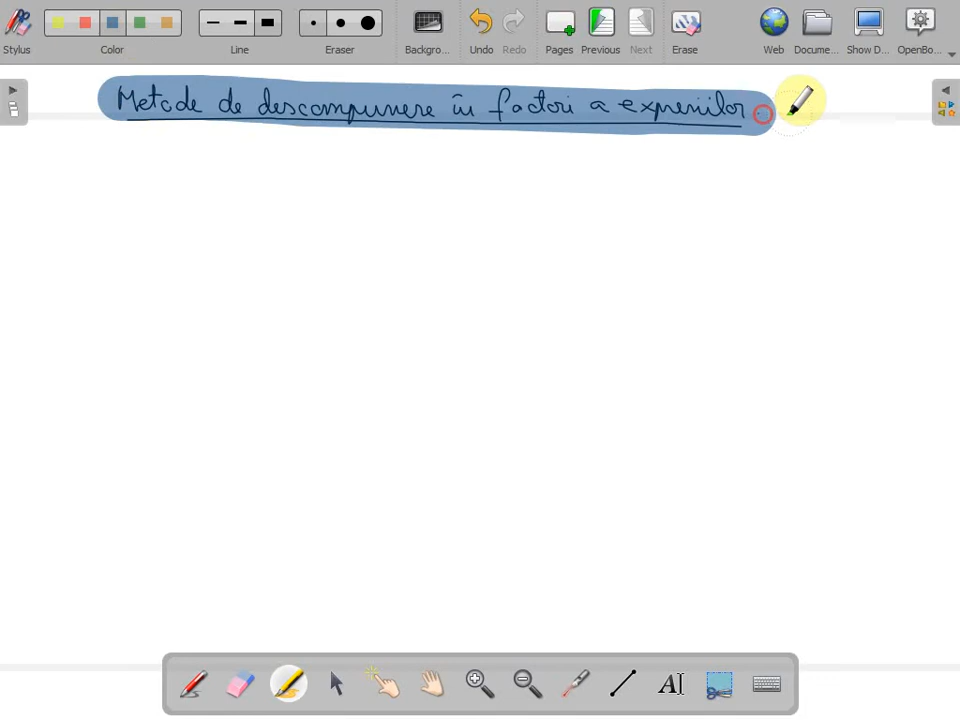 Stylus Color Line Eraser Backgro... Undo Redo Pages Previous Next Erase Web Docume... Show D... OpenBo...
Metode de descompunere în factori a expresiilor.
A